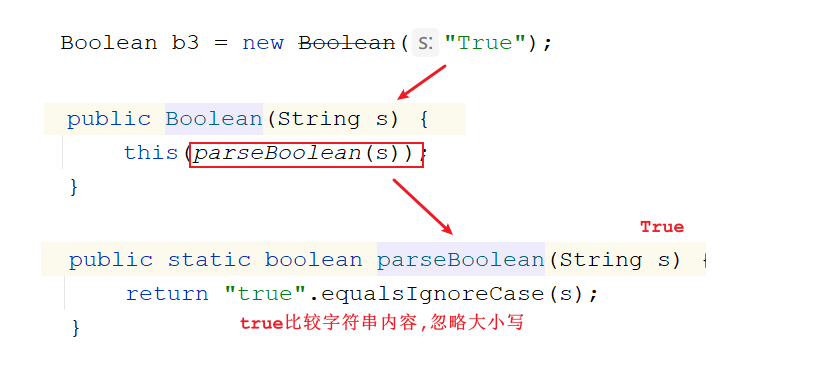 Boolean b3 = new Boolean( s: "True");
public Boolean(String s) {
this(parseBoolean(s));
}
True
public static boolean parseBoolean(String s) {
return "true".equalsIgnoreCase(s);
true比较字符串内容,忽略大小写
}